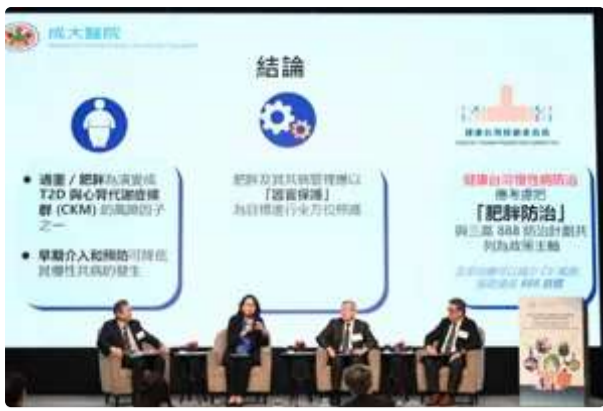 成大醫院
結論
● 過重 / 肥胖為演變成
T2D 與心腎代謝症候
群 (CKM) 的風險因子
之一
● 早期介入和預防可降低
其慢性共病的發生
肥胖及其共病管理應以
「器官保護」
為目標進行全方位照護
健康台灣慢性病防治
應考慮把
「肥胖防治」
與三高 888 防治計劃共
列為政策主軸